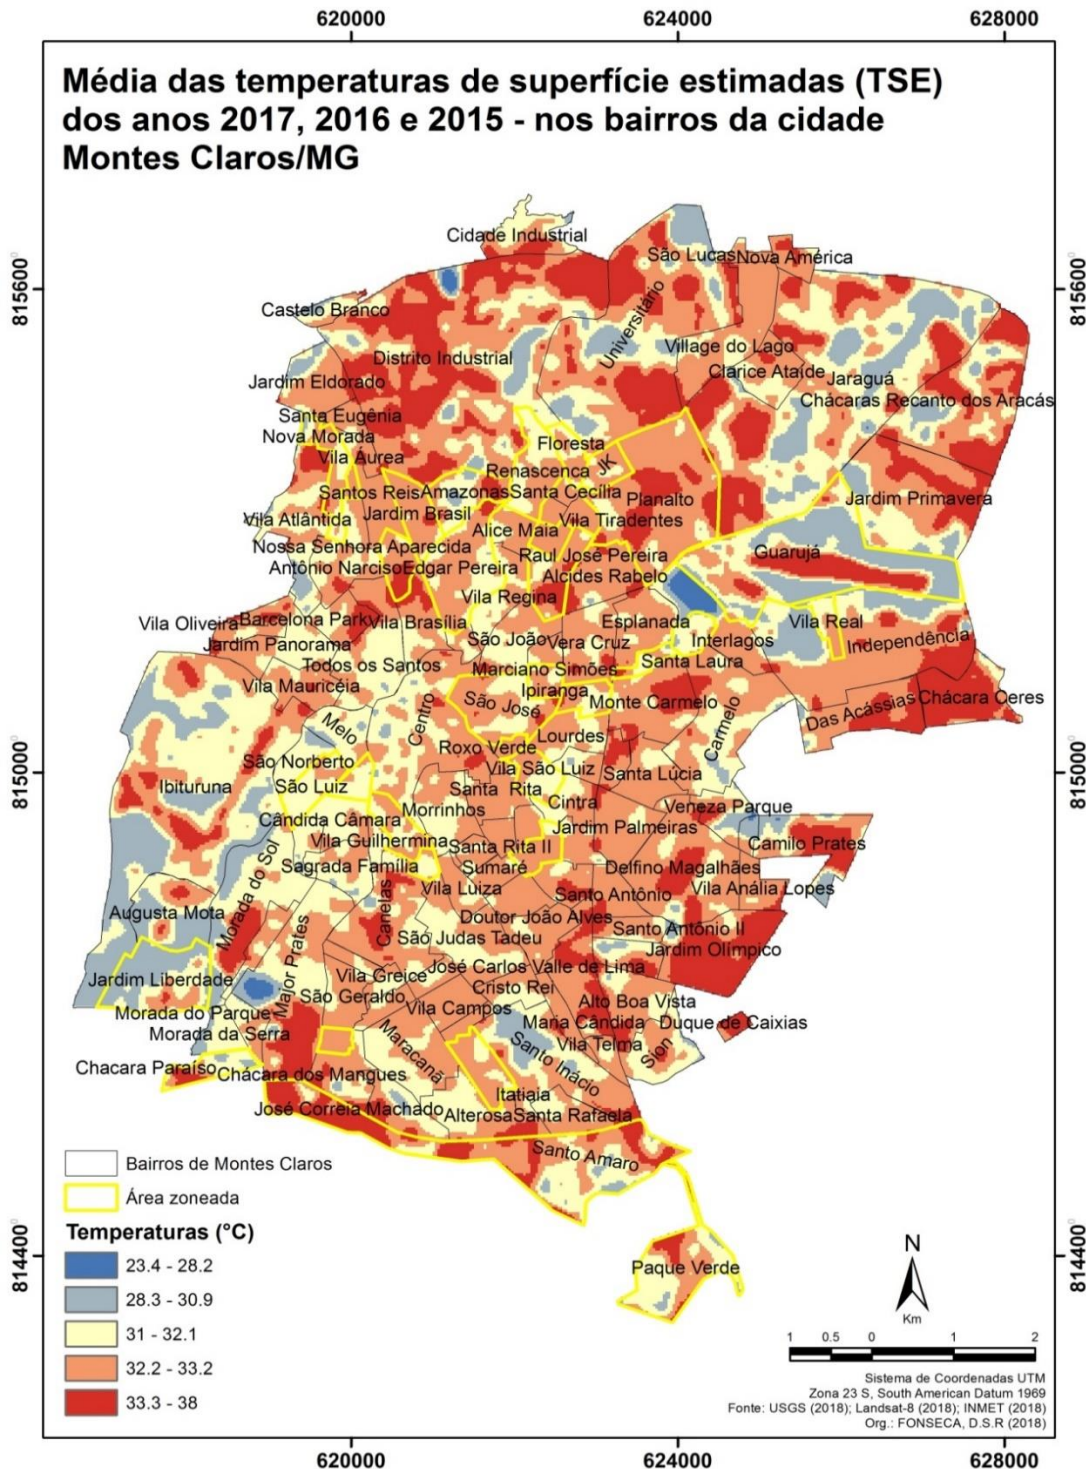 620000 624000 628000
Média das temperaturas de superfície estimadas (TSE)
dos anos 2017, 2016 e 2015 - nos bairros da cidade
Montes Claros/MG
Cidade Industrial
São Lucas
Nova América
815600°
815600°
Castelo Branco
Universitário
Distrito Industrial
Village do Lago
Clarice Ataíde
Jaraguá
Jardim Eldorado
Chácaras Recanto dos Aracás
Santa Eugênia
Nova Morada
Floresta
Vila Áurea
Renascenca
JK
Santos Reis
Amazonas
Santa Cecília
Planalto
Jardim Primavera
Jardim Brasil
Vila Atlântida
Alice Maia
Vila Tiradentes
Nossa Senhora Aparecida
Raul José Pereira
Guarujá
Antônio Narciso
Edgar Pereira
Alcides Rabelo
Vila Regina
Vila Oliveira
Barcelona Park
Vila Brasília
Esplanada
Vila Real
Jardim Panorama
São João
Vera Cruz
Interlagos
Independência
Todos os Santos
Marciano Simões
Santa Laura
Vila Mauricéia
Ipiranga
São José
Monte Carmelo
Das Acássias
Chácara Ceres
Centro
Melo
Carmelo
Lourdes
Roxo Verde
São Norberto
Vila São Luiz
Santa Lúcia
815000°
815000°
Ibituruna
São Luiz
Santa Rita
Cintra
Morrinhos
Veneza Parque
Cândida Câmara
Jardim Palmeiras
Vila Guilhermina
Santa Rita II
Camilo Prates
Sagrada Família
Sumaré
Delfino Magalhães
Morada do Sol
Vila Luiza
Santo Antônio
Vila Anália Lopes
Augusta Mota
Canelas
Doutor João Alves
Santo Antônio II
São Judas Tadeu
Jardim Olímpico
Major Prates
José Carlos Valle de Lima
Jardim Liberdade
Vila Greice
Cristo Rei
São Geraldo
Alto Boa Vista
Vila Campos
Morada do Parque
Maria Cândida
Duque de Caixias
Morada da Serra
Vila Telma
Maracanã
Santo Inácio
Sion
Chacara Paraíso
Chácara dos Mangues
Itatiaia
José Correia Machado
Alterosa
Santa Rafaela
Santo Amaro
Bairros de Montes Claros
Área zoneada
Temperaturas (°C)
814400°
814400°
23.4 - 28.2
Paque Verde
28.3 - 30.9
31 - 32.1
32.2 - 33.2
33.3 - 38
N
Km
1 0.5 0 1 2
Sistema de Coordenadas UTM
Zona 23 S, South American Datum 1969
Fonte: USGS (2018); Landsat-8 (2018); INMET (2018)
Org.: FONSECA, D.S.R (2018)
620000 624000 628000